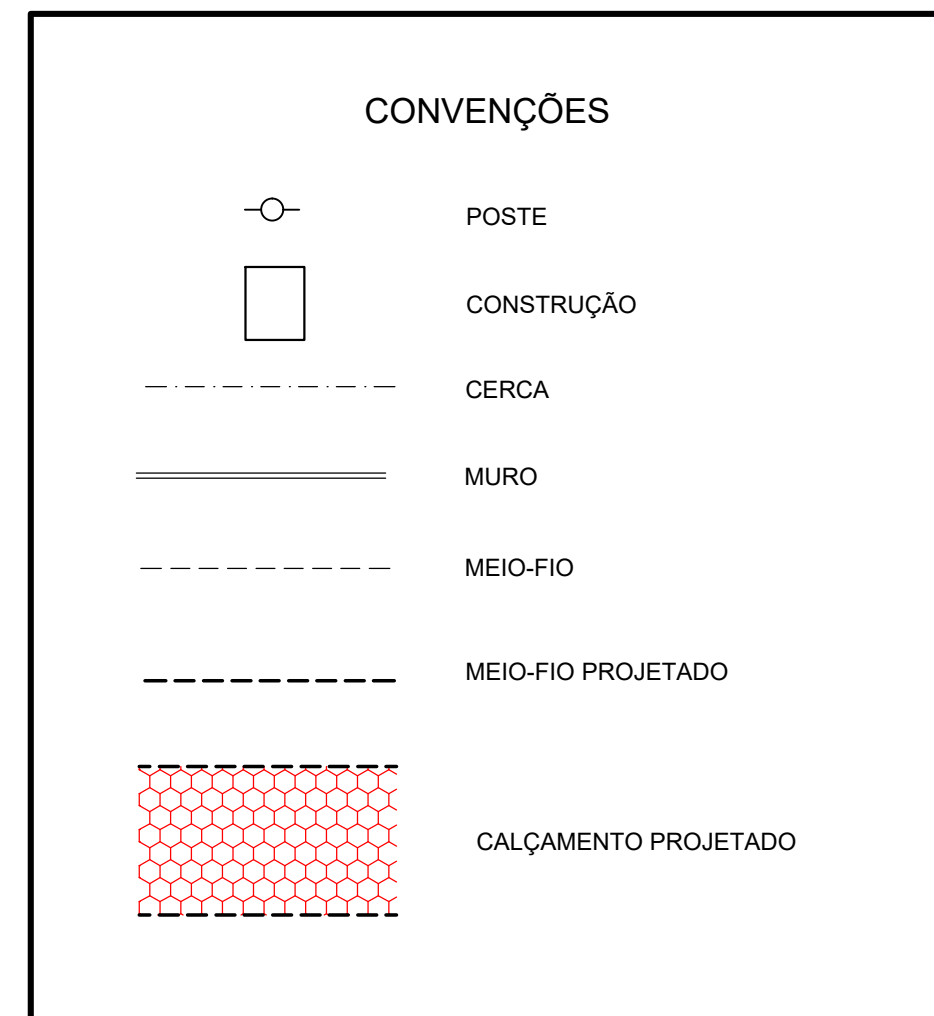 CONVENÇÕES
POSTE
CONSTRUÇÃO
CERCA
MURO
MEIO-FIO
MEIO-FIO PROJETADO
CALÇAMENTO PROJETADO